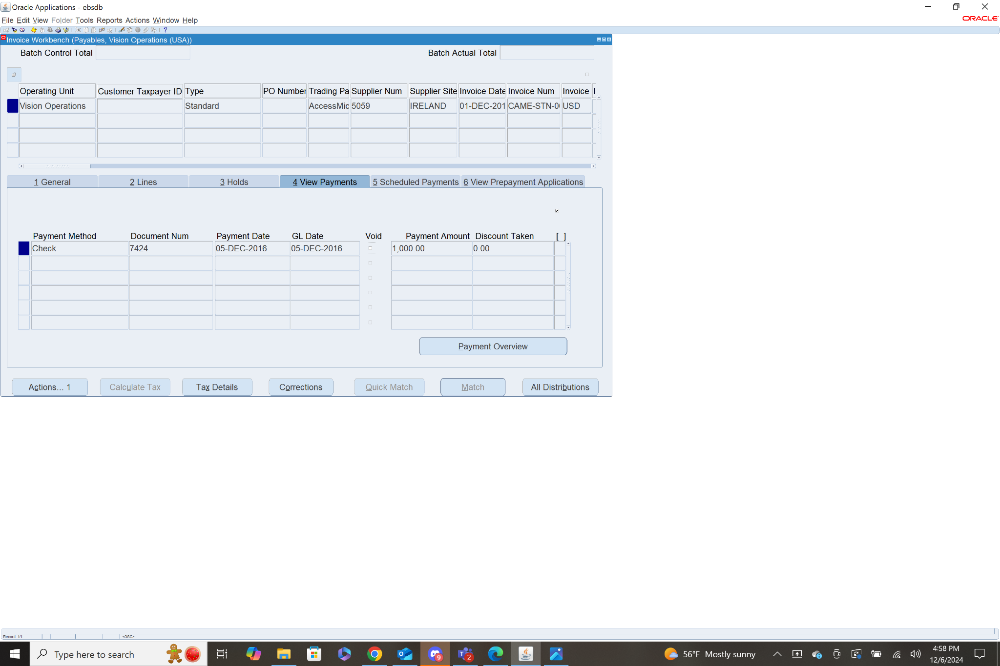 Oracle Applications - ebsdb
File Edit View Folder Tools Reports Actions Window Help
ORACLE
Invoice Workbench (Payables, Vision Operations (USA))
Batch Control Total
Batch Actual Total
Operating Unit Customer Taxpayer ID Type PO Number Trading Pa Supplier Num Supplier Site Invoice Date Invoice Num Invoice I
Vision Operations Standard AccessMic 5059 IRELAND 01-DEC-201 CAME-STN-0 USD
1 General 2 Lines 3 Holds 4 View Payments 5 Scheduled Payments 6 View Prepayment Applications
Payment Method Document Num Payment Date GL Date Void Payment Amount Discount Taken [ ]
Check 7424 05-DEC-2016 05-DEC-2016 1,000.00 0.00
Payment Overview
Actions... 1 Calculate Tax Tax Details Corrections Quick Match Match All Distributions
Record: 1/1 ... <OSC>
Type here to search
9
2
56°F Mostly sunny
4:58 PM
12/6/2024